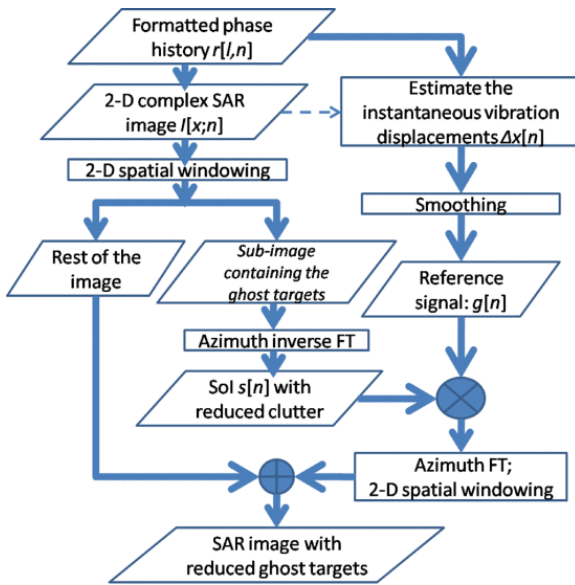 Formatted phase
history r[l,n]
2-D complex SAR
image I[x;n]
Estimate the
instantaneous vibration
displacements Δx[n]
2-D spatial windowing
Smoothing
Rest of the
image
Sub-image
containing the
ghost targets
Reference
signal: g[n]
Azimuth inverse FT
SoI s[n] with
reduced clutter
Azimuth FT;
2-D spatial windowing
SAR image with
reduced ghost targets